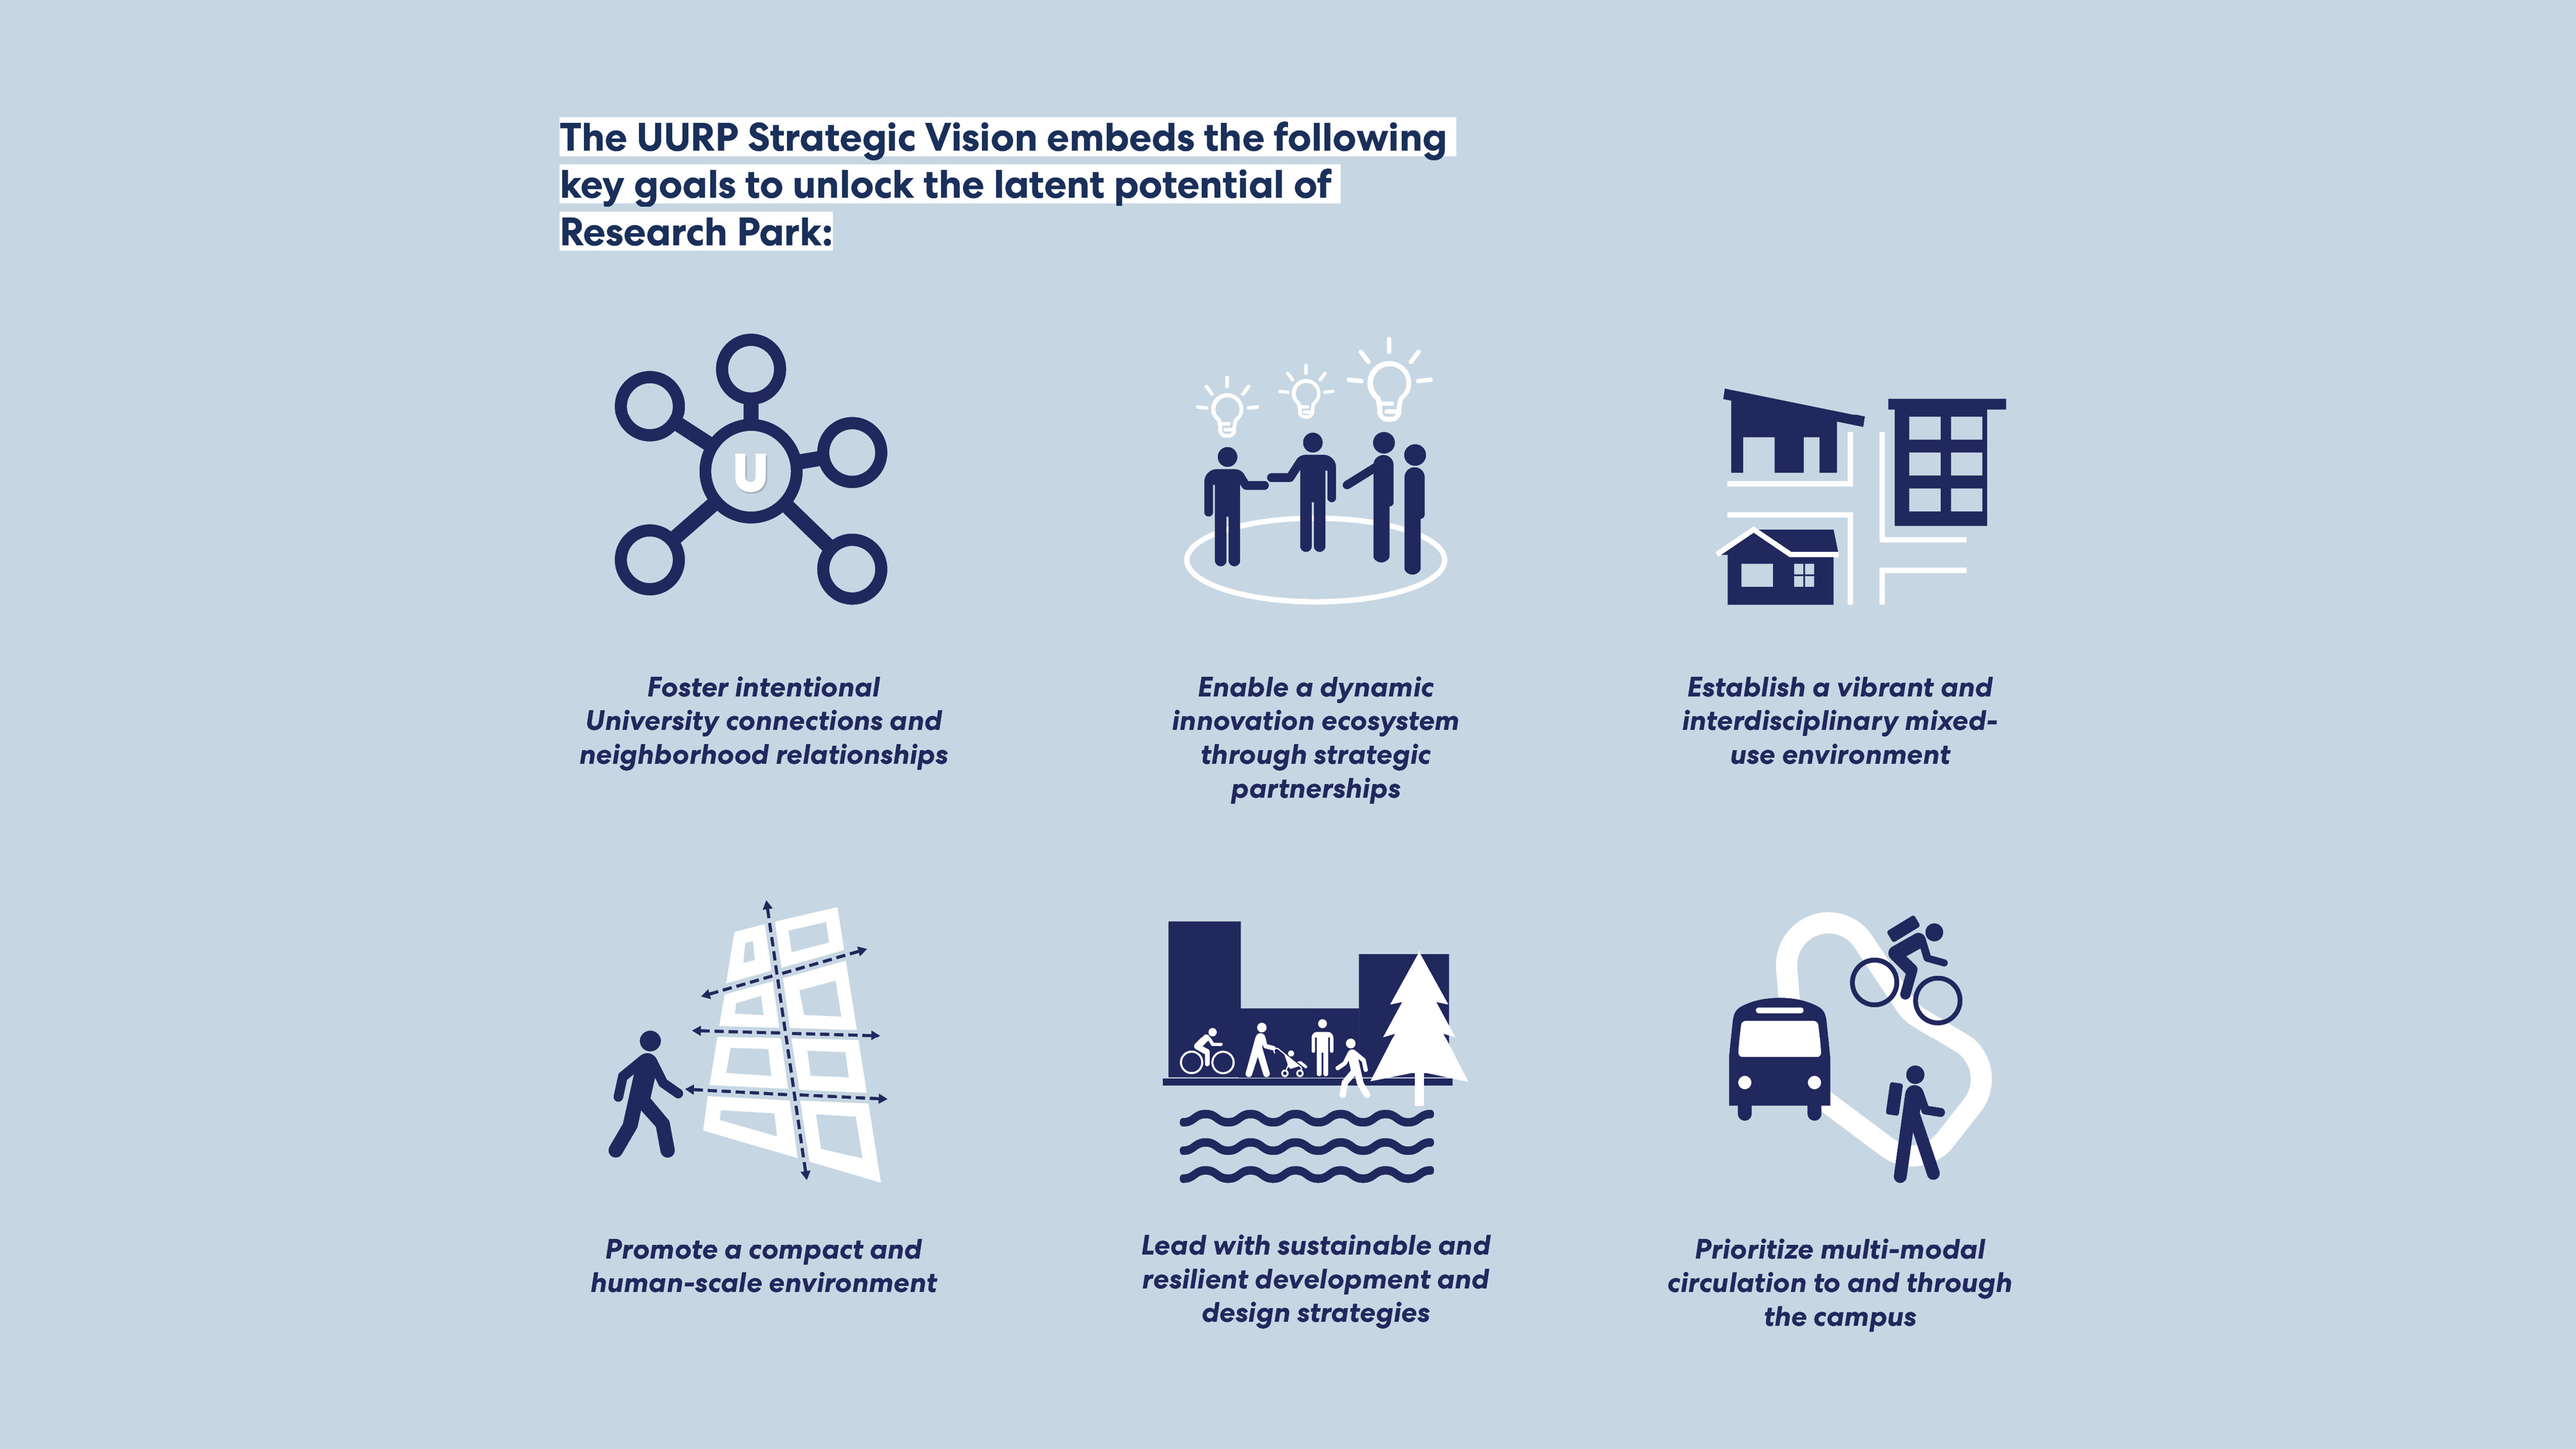 The UURP Strategic Vision embeds the following
key goals to unlock the latent potential of
Research Park:
U
Foster intentional
University connections and
neighborhood relationships
Enable a dynamic
innovation ecosystem
through strategic
partnerships
Establish a vibrant and
interdisciplinary mixed-
use environment
Promote a compact and
human-scale environment
Lead with sustainable and
resilient development and
design strategies
Prioritize multi-modal
circulation to and through
the campus